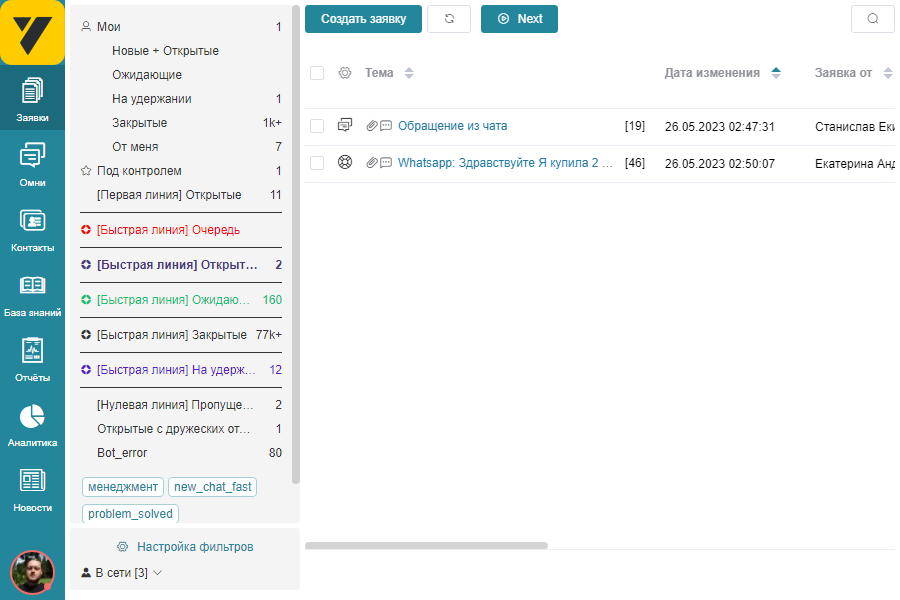 Заявки
Омни
Контакты
База знаний
Отчёты
Аналитика
Новости
Мои 1
Новые + Открытые
Ожидающие
На удержании 1
Закрытые 1k+
От меня 7
Под контролем 1
[Первая линия] Открытые 11
[Быстрая линия] Очередь
[Быстрая линия] Открыт... 2
[Быстрая линия] Ожидаю... 160
[Быстрая линия] Закрытые 77k+
[Быстрая линия] На удерж... 12
[Нулевая линия] Пропуще... 2
Открытые с дружеских от... 1
Bot_error 80
менеджмент new_chat_fast
problem_solved
Настройка фильтров
В сети [3]
Создать заявку Next
Тема Дата изменения Заявка от
Обращение из чата [19] 26.05.2023 02:47:31 Станислав Еки
Whatsapp: Здравствуйте Я купила 2 ... [46] 26.05.2023 02:50:07 Екатерина Анд